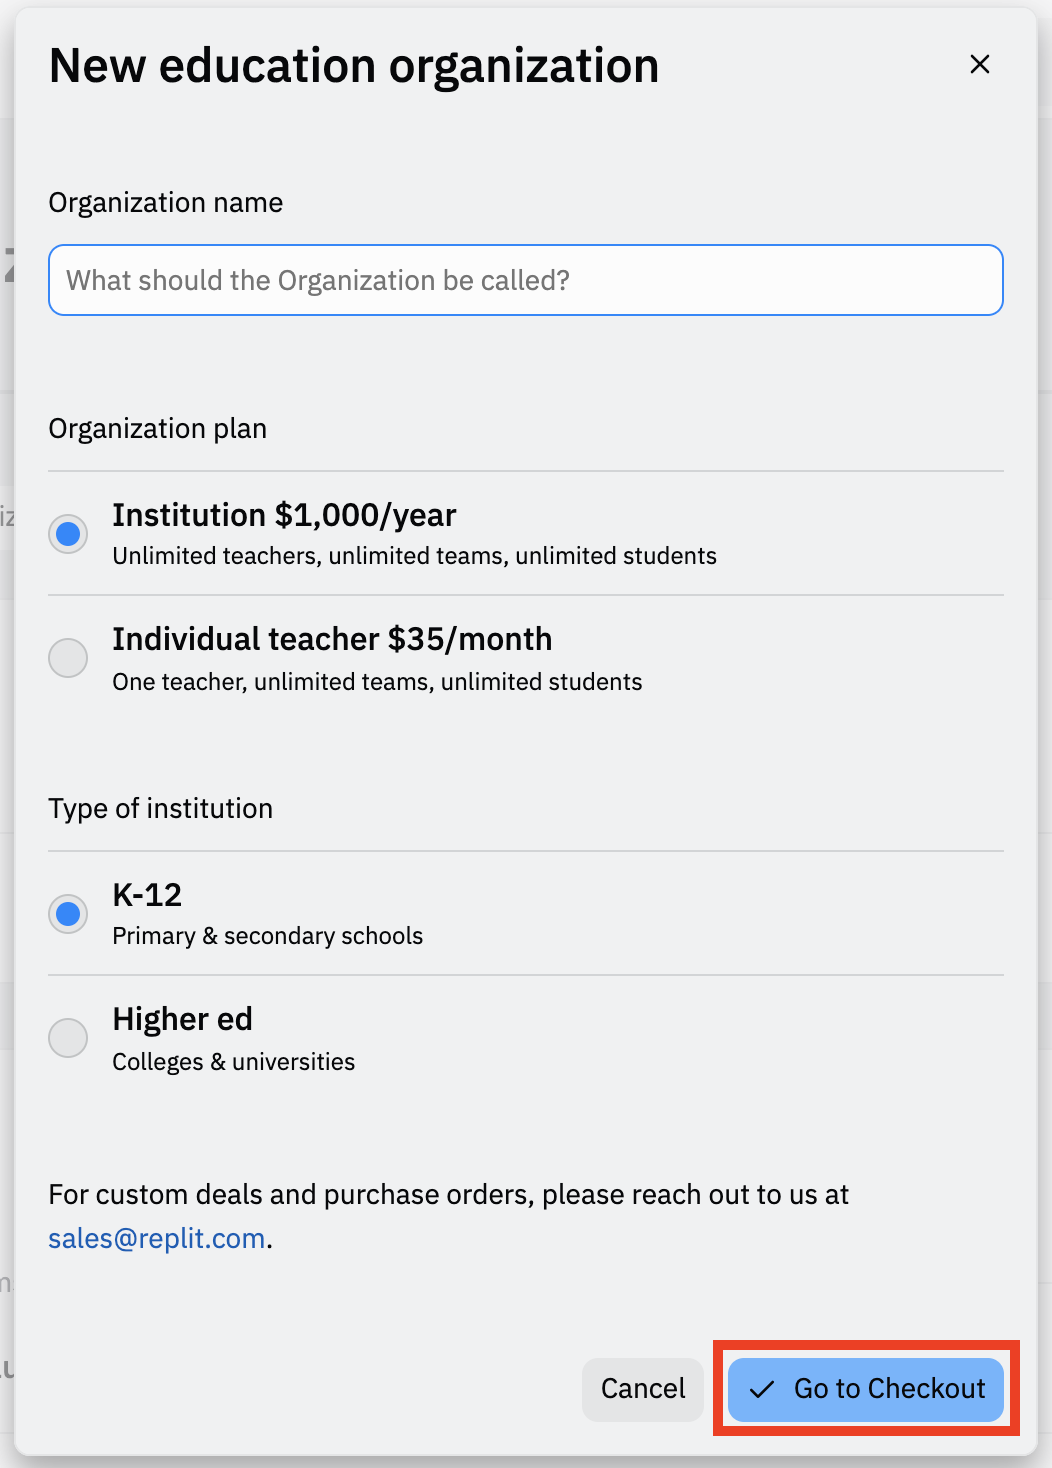 New education organization
Organization name
What should the Organization be called?
Organization plan
Institution $1,000/year
Unlimited teachers, unlimited teams, unlimited students
Individual teacher $35/month
One teacher, unlimited teams, unlimited students
Type of institution
K-12
Primary & secondary schools
Higher ed
Colleges & universities
For custom deals and purchase orders, please reach out to us at
sales@replit.com.
Cancel
Go to Checkout